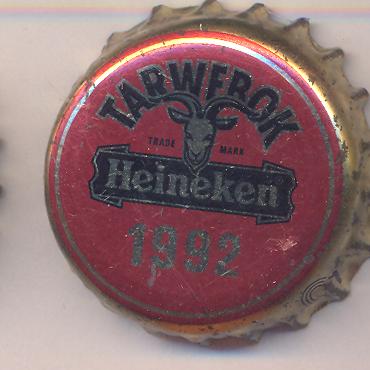 TARWEBOK
TRADE MARK
Heineken
1992